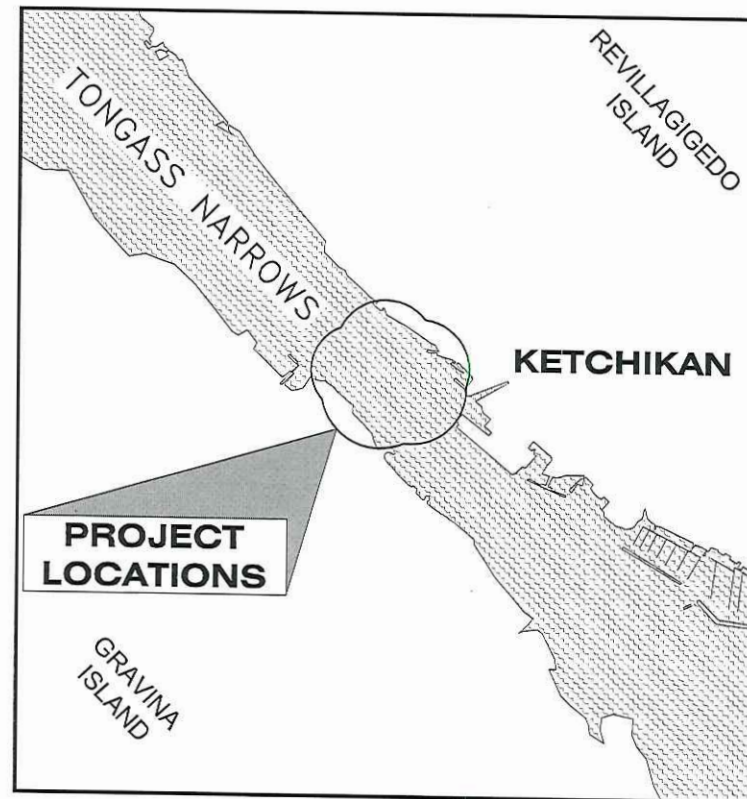 REVILLAGIGEDO
ISLAND
TONGASS NARROWS
KETCHIKAN
PROJECT
LOCATIONS
GRAVINA
ISLAND